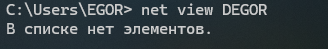 C:\Users\EGOR> net view DEGOR
В списке нет элементов.